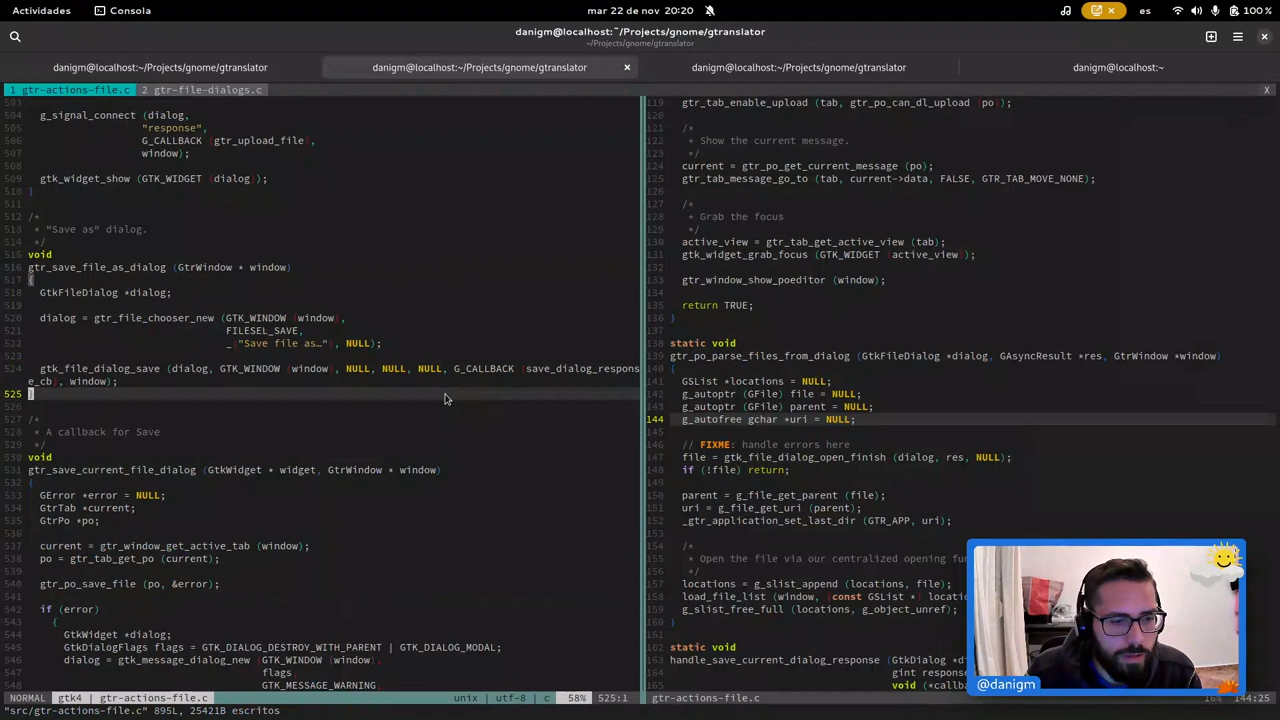 Actividades
Consola
mar 22 de nov 20:20
es
100 %
danigm@localhost:~/Projects/gnome/gtranslator
~/Projects/gnome/gtranslator
danigm@localhost:~/Projects/gnome/gtranslator
danigm@localhost:~/Projects/gnome/gtranslator
danigm@localhost:~/Projects/gnome/gtranslator
danigm@localhost:~
1 gtr-actions-file.c 2 gtr-file-dialogs.c X
503
504 g_signal_connect (dialog,
505 "response",
506 G_CALLBACK (gtr_upload_file),
507 window);
508
509 gtk_widget_show (GTK_WIDGET (dialog));
510 }
511
512 /*
513 * "Save as" dialog.
514 */
515 void
516 gtr_save_file_as_dialog (GtrWindow * window)
517 {
518 GtkFileDialog *dialog;
519
520 dialog = gtr_file_chooser_new (GTK_WINDOW (window),
521 FILESEL_SAVE,
522 _("Save file as…"), NULL);
523
524 gtk_file_dialog_save (dialog, GTK_WINDOW (window), NULL, NULL, NULL, G_CALLBACK (save_dialog_respons
e_cb), window);
525 }
526
527 /*
528 * A callback for Save
529 */
530 void
531 gtr_save_current_file_dialog (GtkWidget * widget, GtrWindow * window)
532 {
533 GError *error = NULL;
534 GtrTab *current;
535 GtrPo *po;
536
537 current = gtr_window_get_active_tab (window);
538 po = gtr_tab_get_po (current);
539
540 gtr_po_save_file (po, &error);
541
542 if (error)
543 {
544 GtkWidget *dialog;
545 GtkDialogFlags flags = GTK_DIALOG_DESTROY_WITH_PARENT | GTK_DIALOG_MODAL;
546 dialog = gtk_message_dialog_new (GTK_WINDOW (window),
flags
GTK_MESSAGE_WARNING
NORMAL gtk4 | gtr-actions-file.c unix | utf-8 | c 58% 525:1
"src/gtr-actions-file.c" 895L, 25421B escritos
119 gtr_tab_enable_upload (tab, gtr_po_can_dl_upload (po));
120
121 /*
122 * Show the current message.
123 */
124 current = gtr_po_get_current_message (po);
125 gtr_tab_message_go_to (tab, current->data, FALSE, GTR_TAB_MOVE_NONE);
126
127 /*
128 * Grab the focus
129 */
130 active_view = gtr_tab_get_active_view (tab);
131 gtk_widget_grab_focus (GTK_WIDGET (active_view));
132
133 gtr_window_show_poeditor (window);
134
135 return TRUE;
136 }
137
138 static void
139 gtr_po_parse_files_from_dialog (GtkFileDialog *dialog, GAsyncResult *res, GtrWindow *window)
140 {
141 GSList *locations = NULL;
142 g_autoptr (GFile) file = NULL;
143 g_autoptr (GFile) parent = NULL;
144 g_autofree gchar *uri = NULL;
145
146 // FIXME: handle errors here
147 file = gtk_file_dialog_open_finish (dialog, res, NULL);
148 if (!file) return;
149
150 parent = g_file_get_parent (file);
151 uri = g_file_get_uri (parent);
152 _gtr_application_set_last_dir (GTR_APP, uri);
153
154 /*
155 * Open the file via our centralized opening
156 */
157 locations = g_slist_append (locations, file);
158 load_file_list (window, (const GSList *)
159 g_slist_free_full (locations, g_object_unref);
160 }
161
162 static void
163 handle_save_current_dialog_response (GtkDialog
gint
void
gtr-actions-file.c 16% 144:25
@danigm